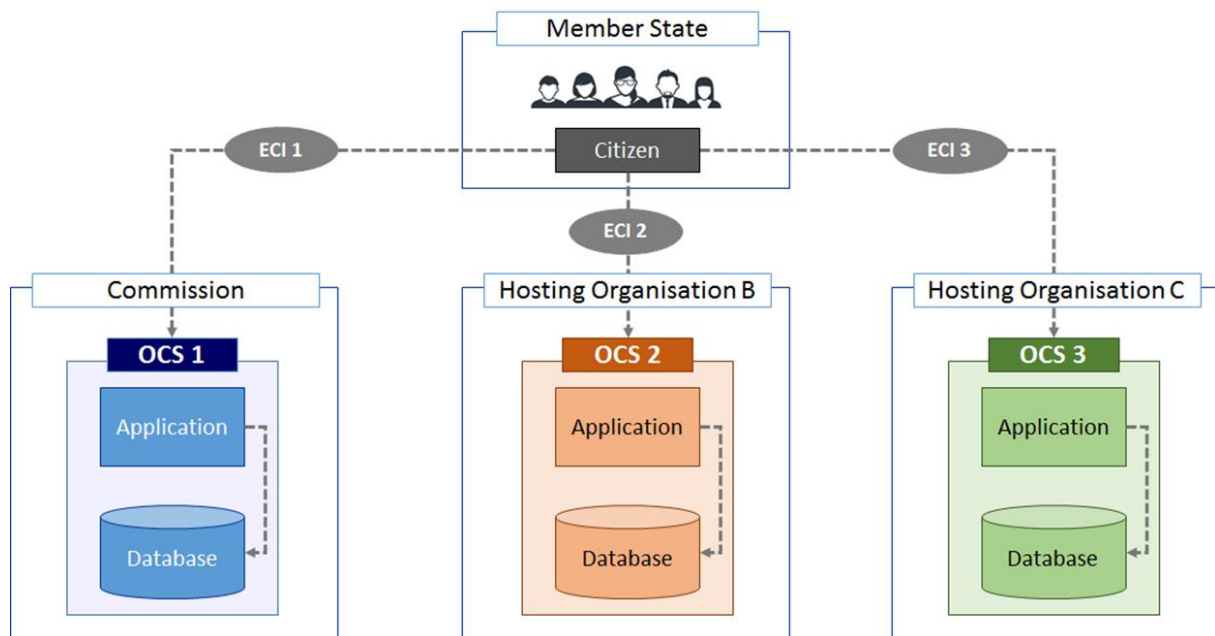 Member State
Citizen
ECI 1
ECI 3
ECI 2
Commission
Hosting Organisation B
Hosting Organisation C
OCS 1
OCS 2
OCS 3
Application
Application
Application
Database
Database
Database